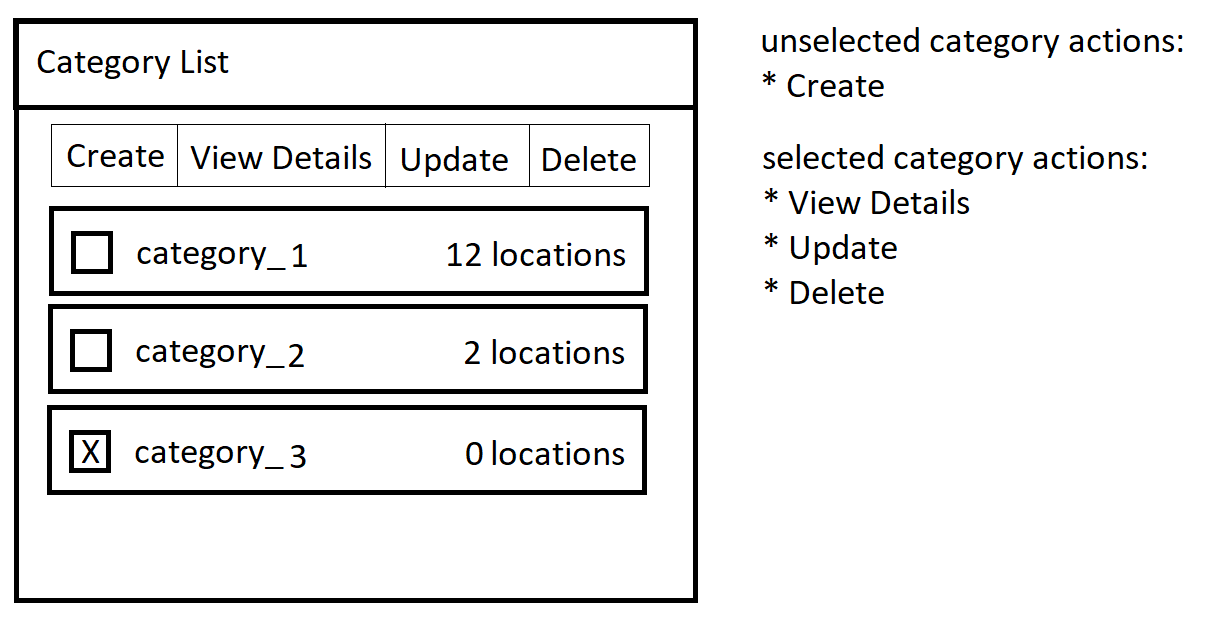 Category List
Create View Details Update Delete
category_1 12 locations
category_2 2 locations
X category_3 0 locations
unselected category actions:
* Create
selected category actions:
* View Details
* Update
* Delete